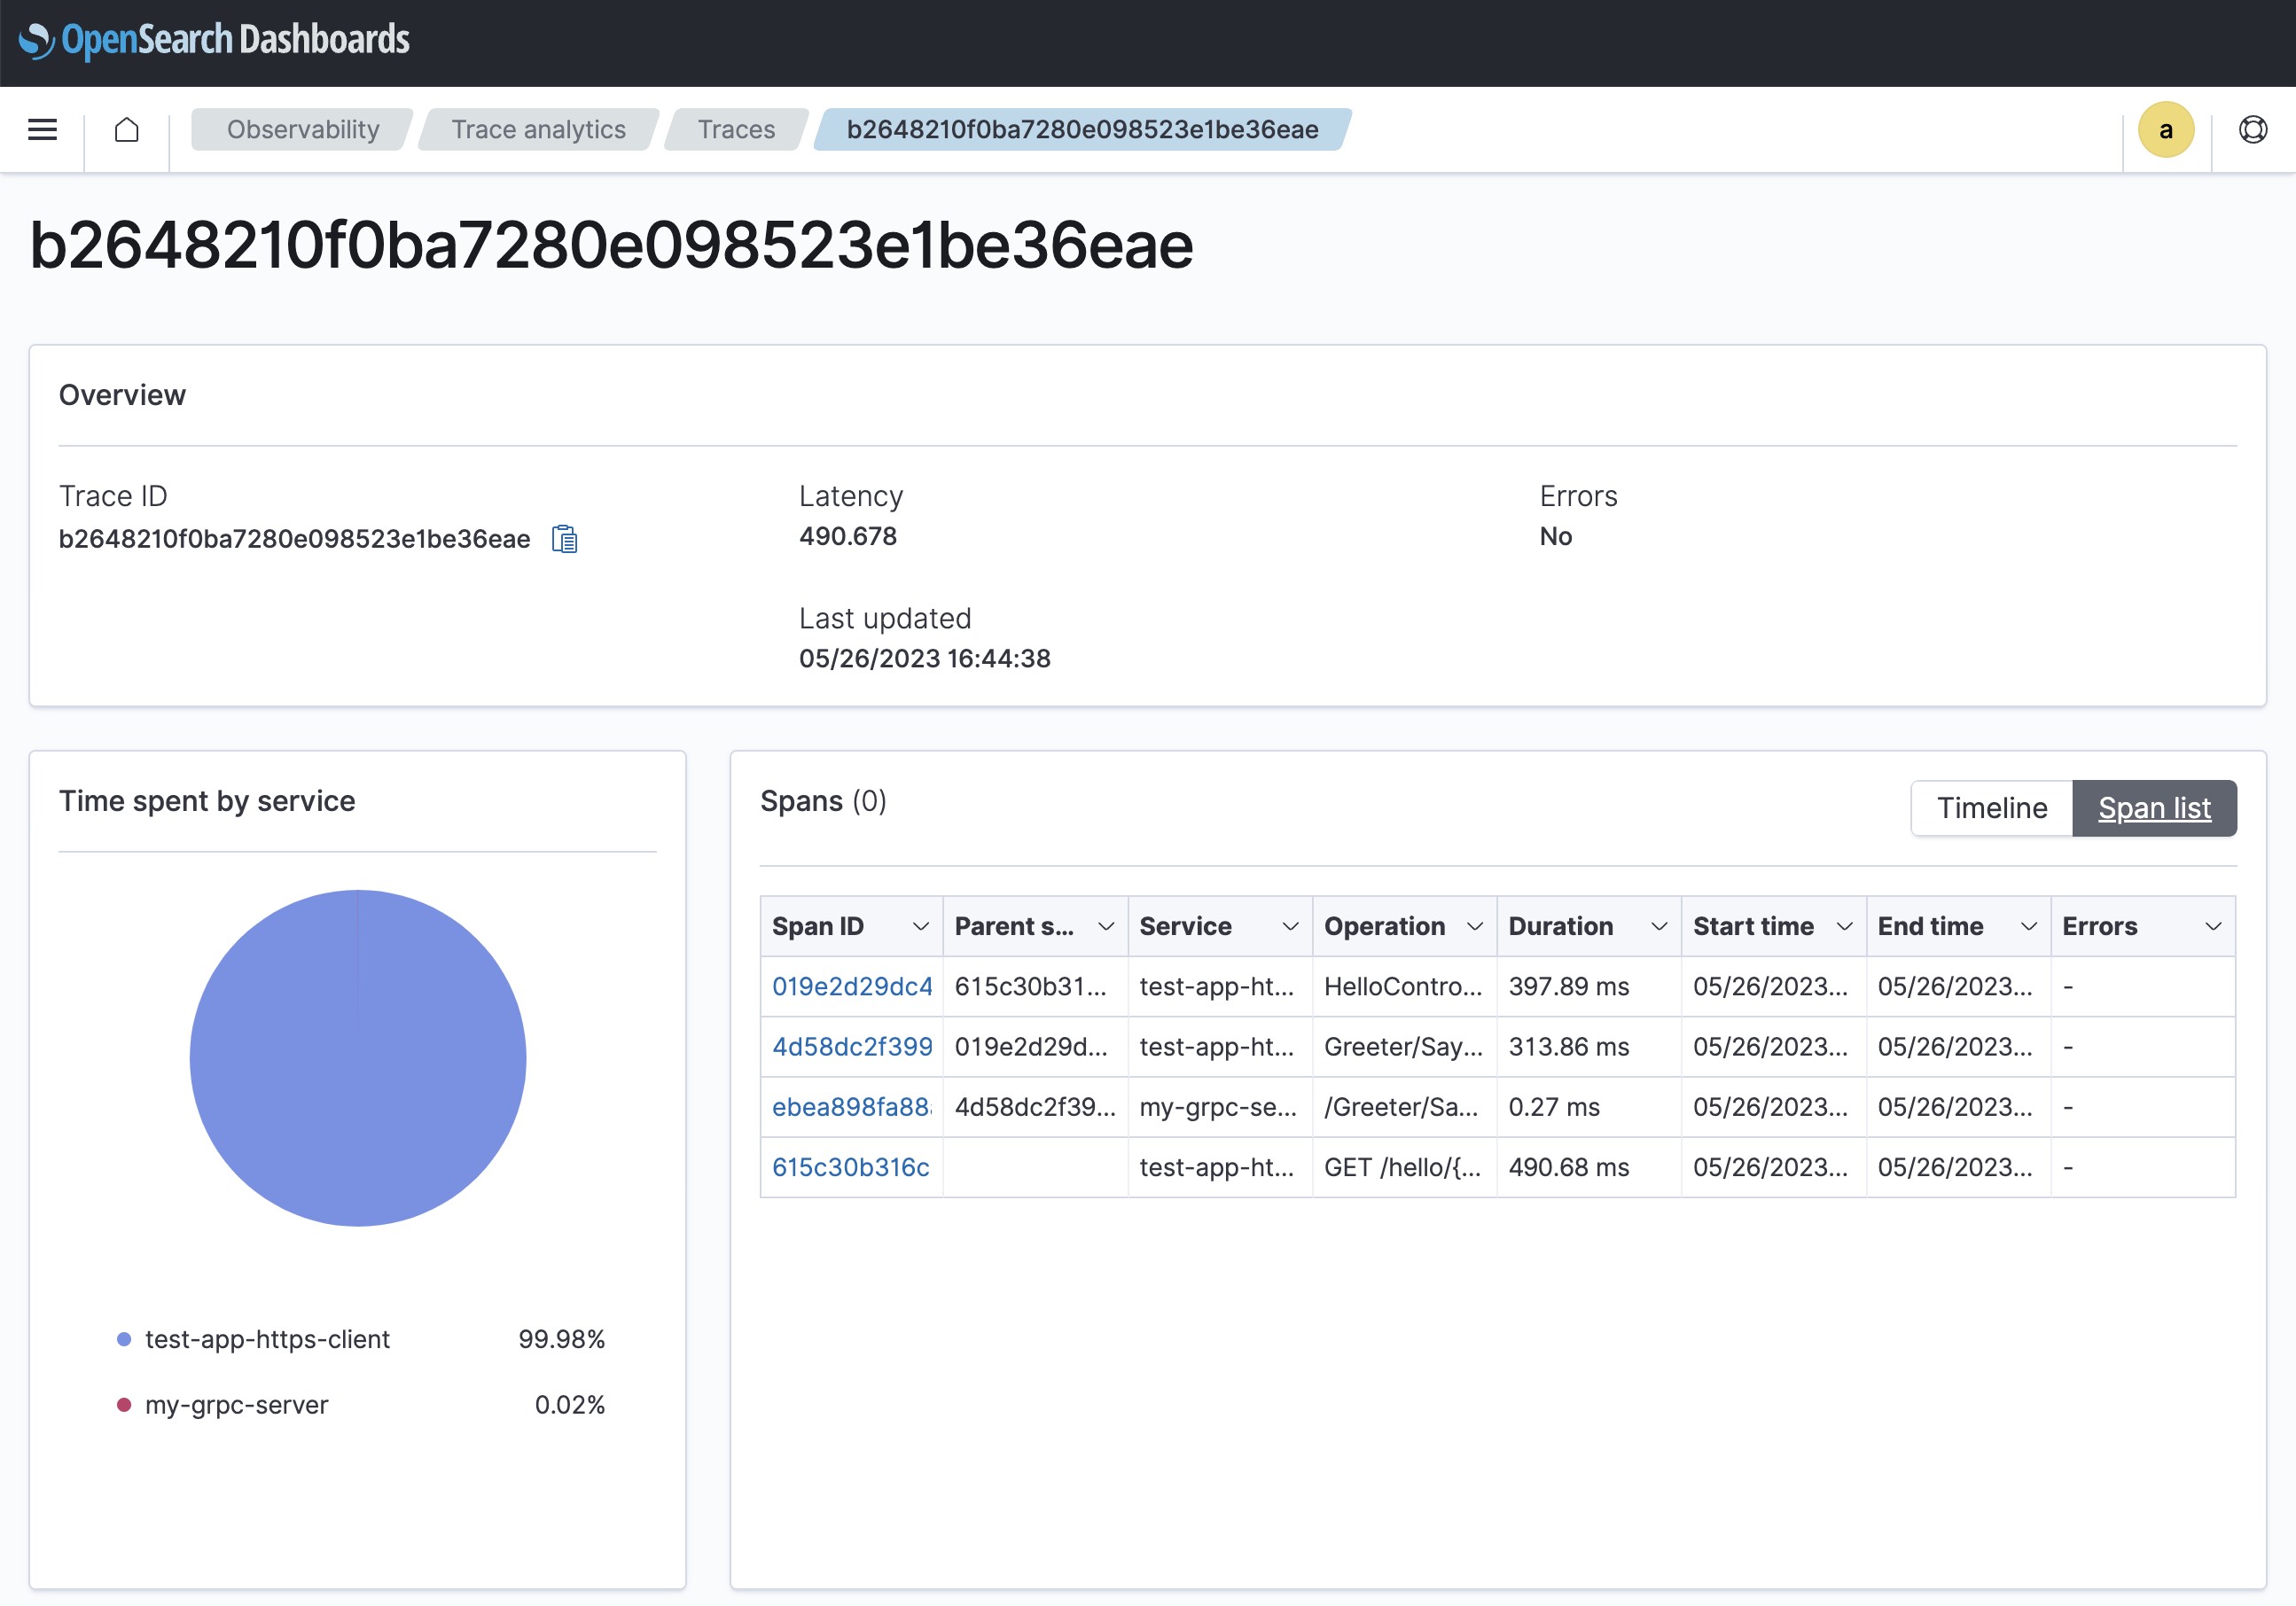 OpenSearch Dashboards
Observability Trace analytics Traces b2648210f0ba7280e098523e1be36eae a
b2648210f0ba7280e098523e1be36eae
Overview
Trace ID Latency Errors
b2648210f0ba7280e098523e1be36eae 490.678 No
Last updated
05/26/2023 16:44:38
Time spent by service
test-app-https-client 99.98%
my-grpc-server 0.02%
Spans (0) Timeline Span list
Span ID Parent s... Service Operation Duration Start time End time Errors
019e2d29dc4 615c30b31... test-app-ht... HelloContro... 397.89 ms 05/26/2023... 05/26/2023... -
4d58dc2f399 019e2d29d... test-app-ht... Greeter/Say... 313.86 ms 05/26/2023... 05/26/2023... -
ebea898fa88 4d58dc2f39... my-grpc-se... /Greeter/Sa... 0.27 ms 05/26/2023... 05/26/2023... -
615c30b316c test-app-ht... GET /hello/{... 490.68 ms 05/26/2023... 05/26/2023... -